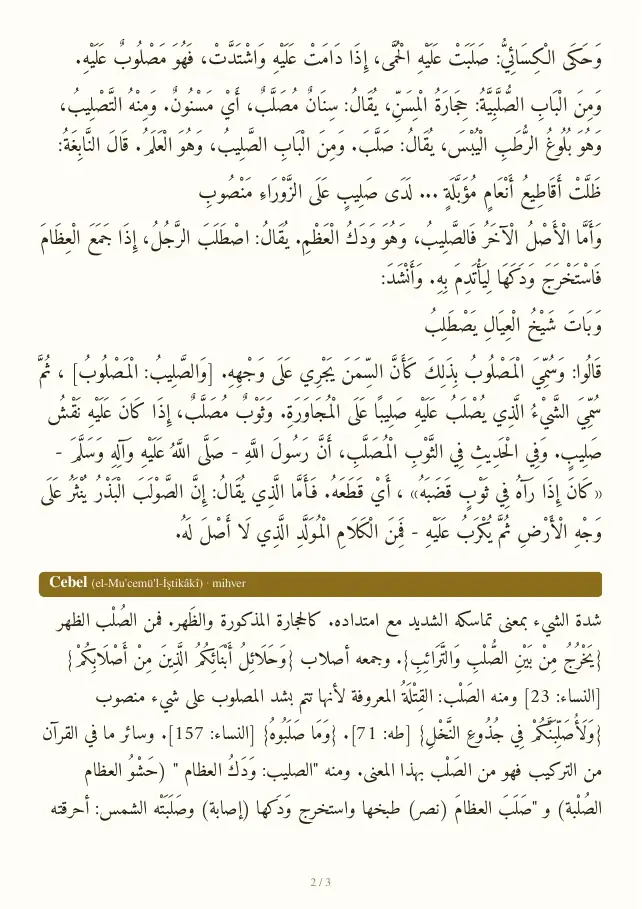 وَحَكَى الْكِسَائِيُّ: صَلَبَتْ عَلَيْهِ الْحُمَّى، إِذَا دَامَتْ عَلَيْهِ وَاشْتَدَّتْ، فَهُوَ مَصْلُوبٌ عَلَيْهِ.
وَمِنَ الْبَابِ الصُّلَّبِيَّةُ: حِجَارَةُ الْمِسَنِّ، يُقَالُ: سِنَانٌ مُصَلَّبٌ، أَيْ مَسْنُونٌ. وَمِنْهُ التَّصْلِيبُ،
وَهُوَ بُلُوغُ الرُّطَبِ الْيُبْسَ، يُقَالُ: صَلَّبَ. وَمِنَ الْبَابِ الصَّلِيبُ، وَهُوَ الْعَلَمُ. قَالَ النَّابِغَةُ:
ظَلَّتْ أَقَاطِيعُ أَنْعَامٍ مُؤَبَّلَةٍ ... لَدَى صَلِيبٍ عَلَى الزَّوْرَاءِ مَنْصُوبِ
وَأَمَّا الْأَصْلُ الْآخَرُ فَالصَّلِيبُ، وَهُوَ وَدَكُ الْعَظْمِ. يُقَالُ: اصْطَلَبَ الرَّجُلُ، إِذَا جَمَعَ الْعِظَامَ
فَاسْتَخْرَجَ وَدَكَهَا لِيَأْتَدِمَ بِهِ. وَأَنْشَدَ:
وَبَاتَ شَيْخُ الْعِيَالِ يَصْطَلِبُ
قَالُوا: وَسُمِّيَ الْمَصْلُوبُ بِذَلِكَ كَأَنَّ السِّمَنَ يَجْرِي عَلَى وَجْهِهِ. [وَالصَّلِيبُ: الْمَصْلُوبُ] ، ثُمَّ
سُمِّيَ الشَّيْءُ الَّذِي يُصْلَبُ عَلَيْهِ صَلِيبًا عَلَى الْمُجَاوَرَةِ. وَثَوْبٌ مُصَلَّبٌ، إِذَا كَانَ عَلَيْهِ نَقْشُ
صَلِيبٍ. وَفِي الْحَدِيثِ فِي الثَّوْبِ الْمُصَلَّبِ، أَنَّ رَسُولَ اللَّهِ - صَلَّى اللَّهُ عَلَيْهِ وَآلِهِ وَسَلَّمَ -
«كَانَ إِذَا رَآهُ فِي ثَوْبٍ قَضَبَهُ» ، أَيْ قَطَعَهُ. فَأَمَّا الَّذِي يُقَالُ: إِنَّ الصَّوْلَبَ الْبَذْرُ يُنْثَرُ عَلَى
وَجْهِ الْأَرْضِ ثُمَّ يُكْرَبُ عَلَيْهِ - فَمِنَ الْكَلَامِ الْمُوَلَّدِ الَّذِي لَا أَصْلَ لَهُ.
Cebel (el-Mu'cemü'l-İştikâkî) · mihver
شدة الشيء بمعنى تماسكه الشديد مع امتداده. كالحجارة المذكورة والظَهر. فمن الصُلْب الظهر
{يَخْرُجُ مِنْ بَيْنِ الصُّلْبِ وَالتَّرَائِبِ}. وجمعه أصلاب {وَحَلَائِلُ أَبْنَائِكُمُ الَّذِينَ مِنْ أَصْلَابِكُمْ}
[النساء: 23] ومنه الصَلْب: القِتْلَةُ المعروفة لأنها تتم بشد المصلوب على شيء منصوب
{وَلَأُصَلِّبَنَّكُمْ فِي جُذُوعِ النَّخْلِ} [طه: 71]. {وَمَا صَلَبُوهُ} [النساء: 157]. وسائر ما في القرآن
من التركيب فهو من الصَلْب بهذا المعنى. ومنه "الصليب: وَدَكُ العظام " (حَشْوُ العظام
الصُلْبة) و "صَلَبَ العظامَ (نصر) طبخها واستخرج وَدَكها (إصابة) وصَلَبَتْه الشمس: أحرقته
2 / 3